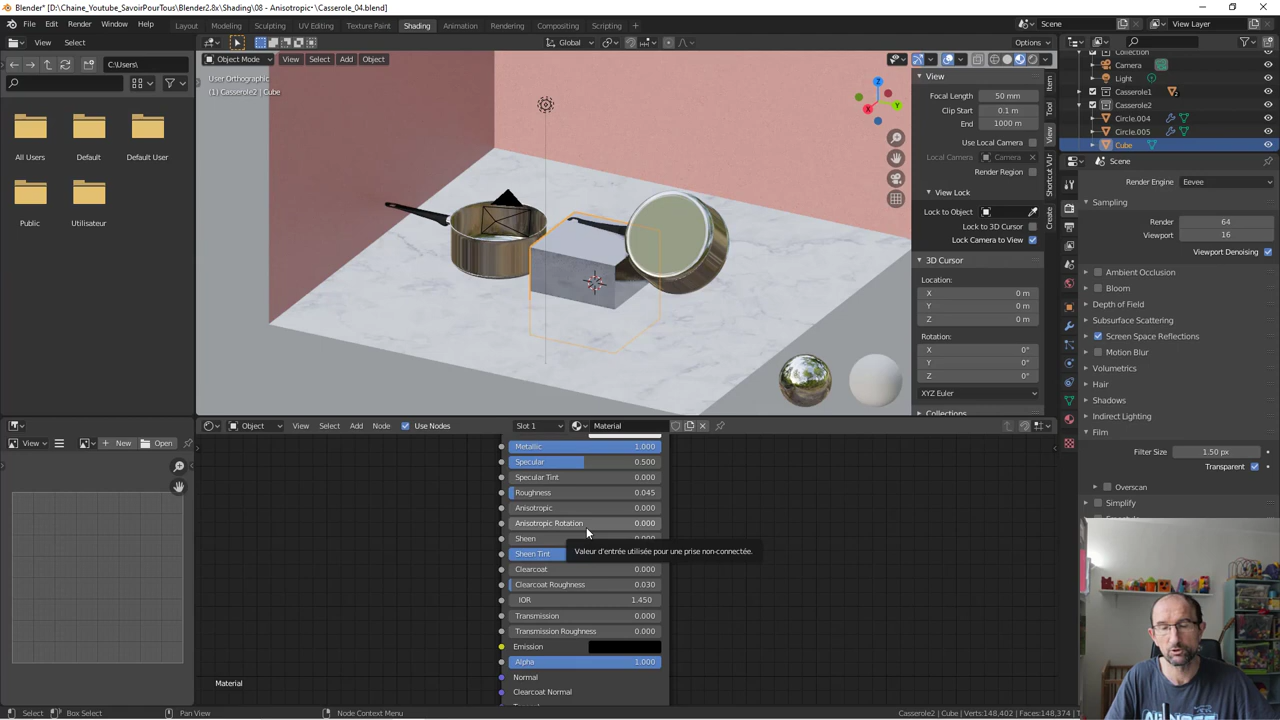 Blender* [D:\Chaine_Youtube_SavoirPourTous\Blender2.8x\Shading\08 - Anisotropic\Casserole_04.blend]
File Edit Render Window Help Layout Modeling Sculpting UV Editing Texture Paint Shading Animation Rendering Compositing Scripting Scene View Layer
View Select Object Mode View Select Add Object Global Options
C:\Users\
All Users Default Default User
Public Utilisateur
User Orthographic
(1) Casserole2 | Cube
Z
X
Y
View
Focal Length 50 mm
Clip Start 0.1 m
End 1000 m
Use Local Camera
Local Camera Camera
Render Region
View Lock
Lock to Object
Lock to 3D Cursor
Lock Camera to View
3D Cursor
Location:
X 0 m
Y 0 m
Z 0 m
Rotation:
X 0°
Y 0°
Z 0°
XYZ Euler
Collections
Item
Tool
View
Shortcut VUr
Create
Collection
Camera
Light
Casserole1
Casserole2
Circle.004
Circle.005
Cube
Scene
Render Engine Eevee
Sampling
Render 64
Viewport 16
Viewport Denoising
Ambient Occlusion
Bloom
Depth of Field
Subsurface Scattering
Screen Space Reflections
Motion Blur
Volumetrics
Hair
Shadows
Indirect Lighting
Film
Filter Size 1.50 px
Transparent
Overscan
Simplify
View New Open
Object View Select Add Node Use Nodes Slot 1 Material
Metallic 1.000
Specular 0.500
Specular Tint 0.000
Roughness 0.045
Anisotropic 0.000
Anisotropic Rotation 0.000
Sheen 0.000
Sheen Tint
Valeur d'entrée utilisée pour une prise non-connectée.
Clearcoat 0.000
Clearcoat Roughness 0.030
IOR 1.450
Transmission 0.000
Transmission Roughness 0.000
Emission
Alpha 1.000
Normal
Clearcoat Normal
Material
Select Box Select Pan View Node Context Menu Casserole2 | Cube | Verts:148,402 | Faces:148,374 |